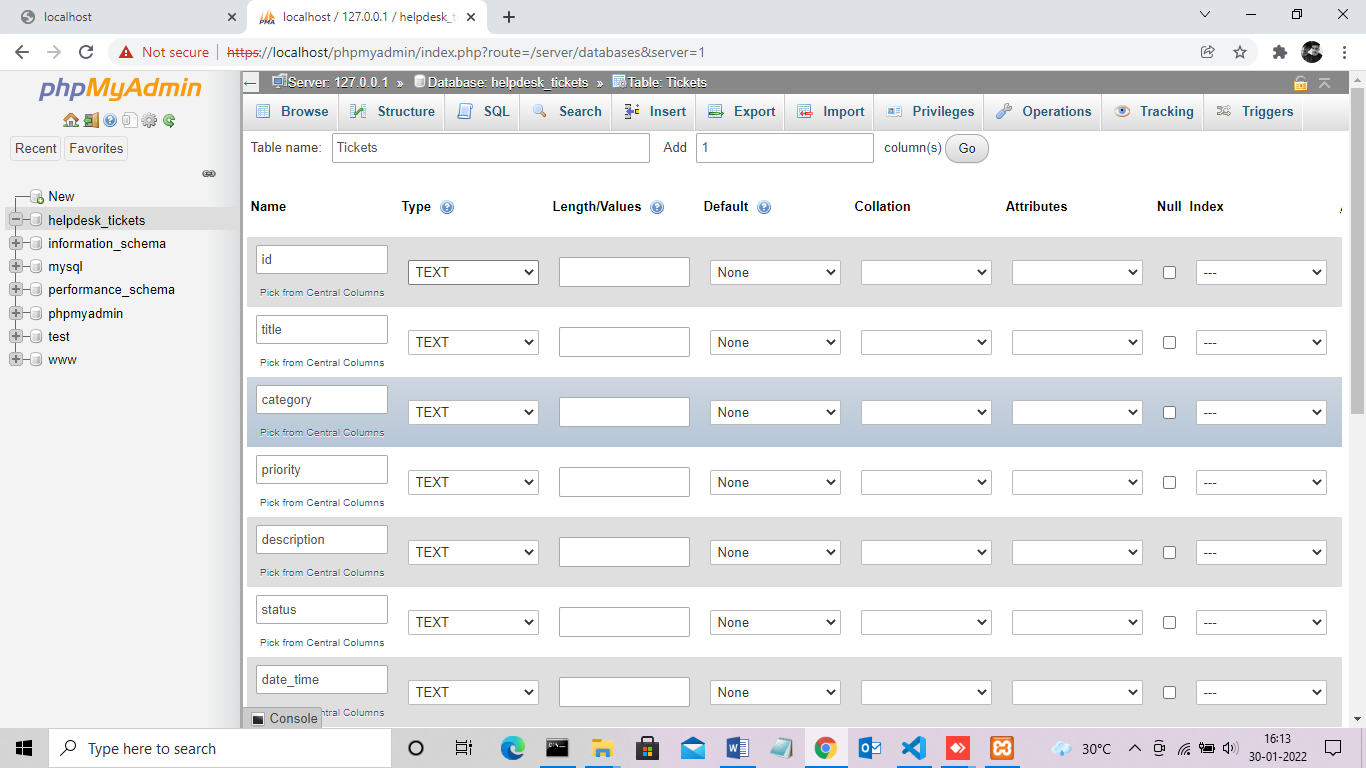 localhost
localhost / 127.0.0.1 / helpdesk_t
Not secure
https://localhost/phpmyadmin/index.php?route=/server/databases&server=1
phpMyAdmin
Recent
Favorites
New
helpdesk_tickets
information_schema
mysql
performance_schema
phpmyadmin
test
www
Server: 127.0.0.1 » Database: helpdesk_tickets » Table: Tickets
Browse Structure SQL Search Insert Export Import Privileges Operations Tracking Triggers
Table name: Tickets Add 1 column(s) Go
Name Type Length/Values Default Collation Attributes Null Index
id TEXT None ---
Pick from Central Columns
title TEXT None ---
Pick from Central Columns
category TEXT None ---
Pick from Central Columns
priority TEXT None ---
Pick from Central Columns
description TEXT None ---
Pick from Central Columns
status TEXT None ---
Pick from Central Columns
date_time TEXT None ---
ntral Columns
Console
Type here to search
30°C
16:13
30-01-2022